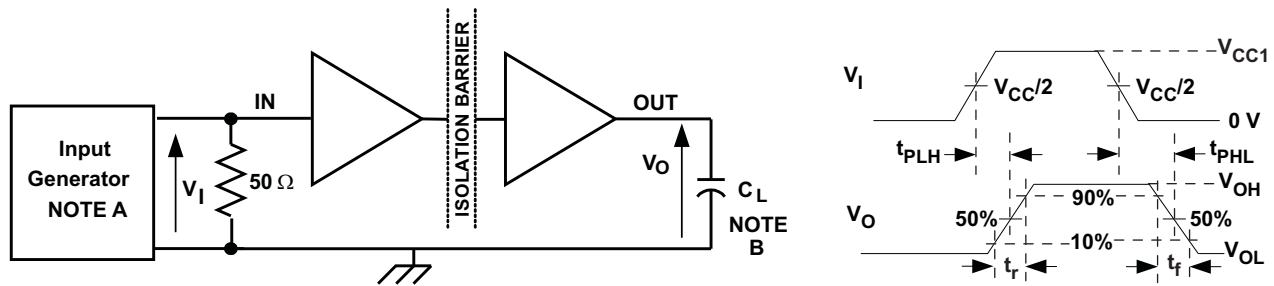 Input
Generator
NOTE A
V_I
50 Ω
IN
ISOLATION BARRIER
OUT
V_O
C_L
NOTE
B
V_I
V_CC1
V_CC/2
V_CC/2
0 V
t_PLH
t_PHL
V_O
V_OH
50%
90%
50%
10%
V_OL
t_r
t_f